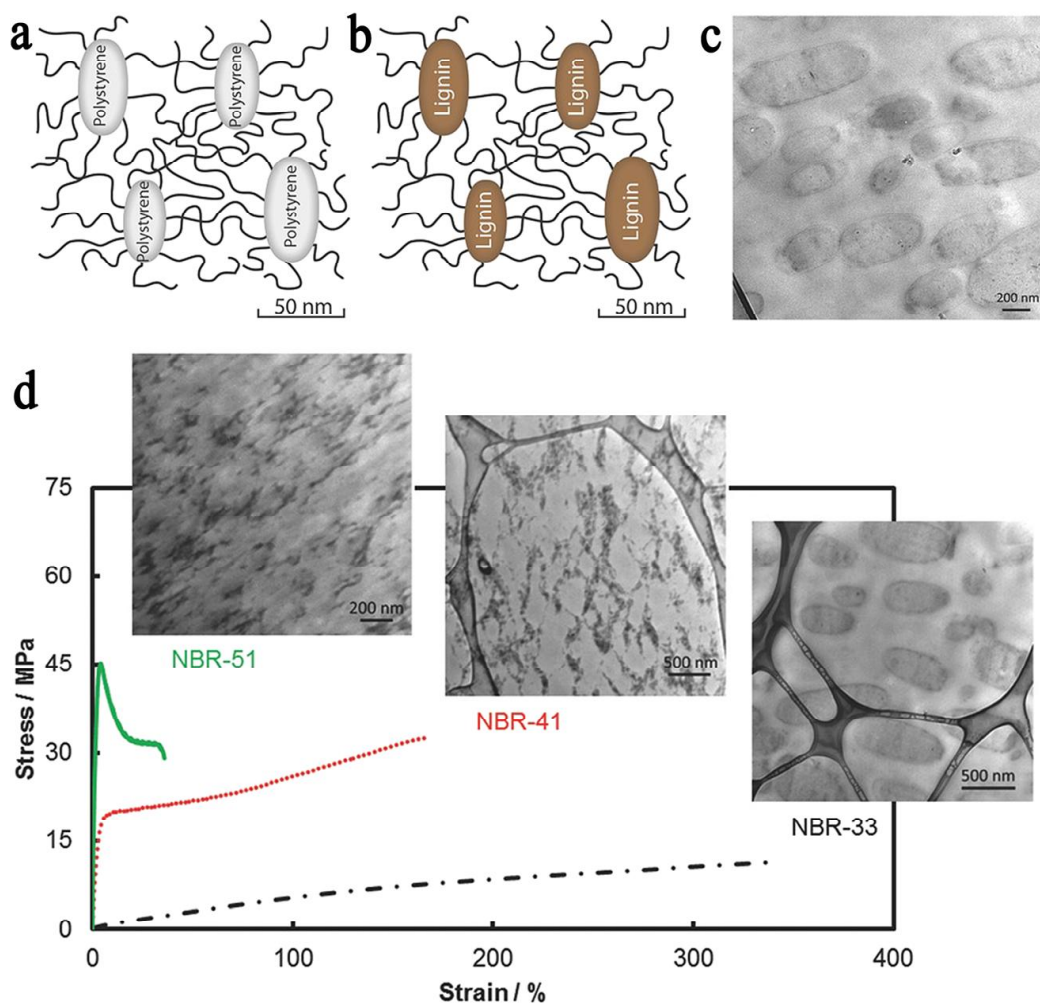 a
Polystyrene
Polystyrene
Polystyrene
Polystyrene
50 nm
b
Lignin
Lignin
Lignin
Lignin
50 nm
c
200 nm
d
200 nm
NBR-51
500 nm
NBR-41
500 nm
NBR-33
Stress / MPa
75
60
45
30
15
0
0
100
200
300
400
Strain / %